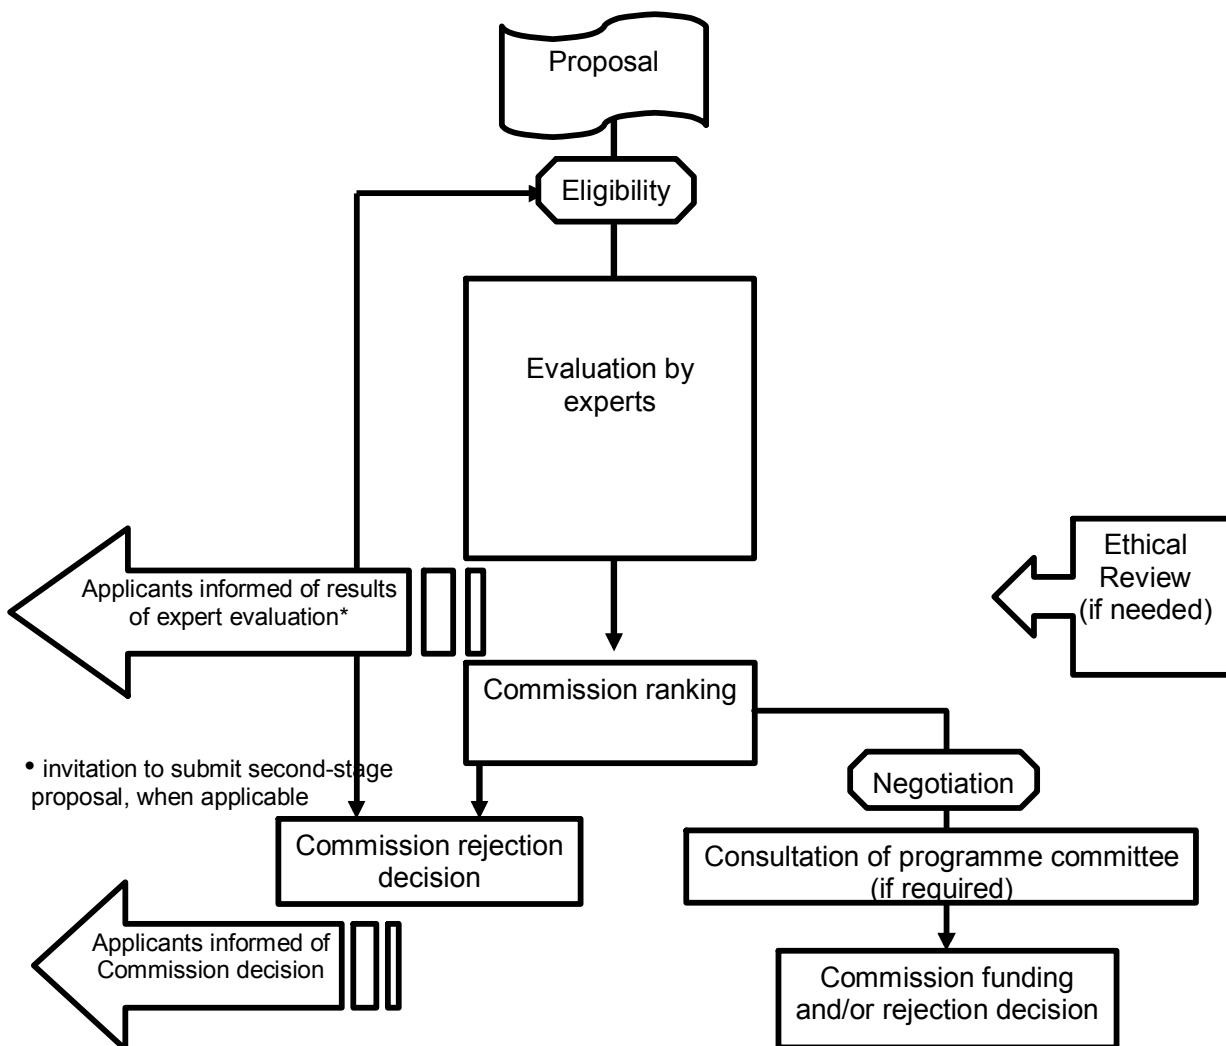 Proposal
Eligibility
Evaluation by
experts
Ethical
Review
(if needed)
Applicants informed of results
of expert evaluation*
Commission ranking
• invitation to submit second-stage
proposal, when applicable
Negotiation
Commission rejection
decision
Consultation of programme committee
(if required)
Applicants informed of
Commission decision
Commission funding
and/or rejection decision